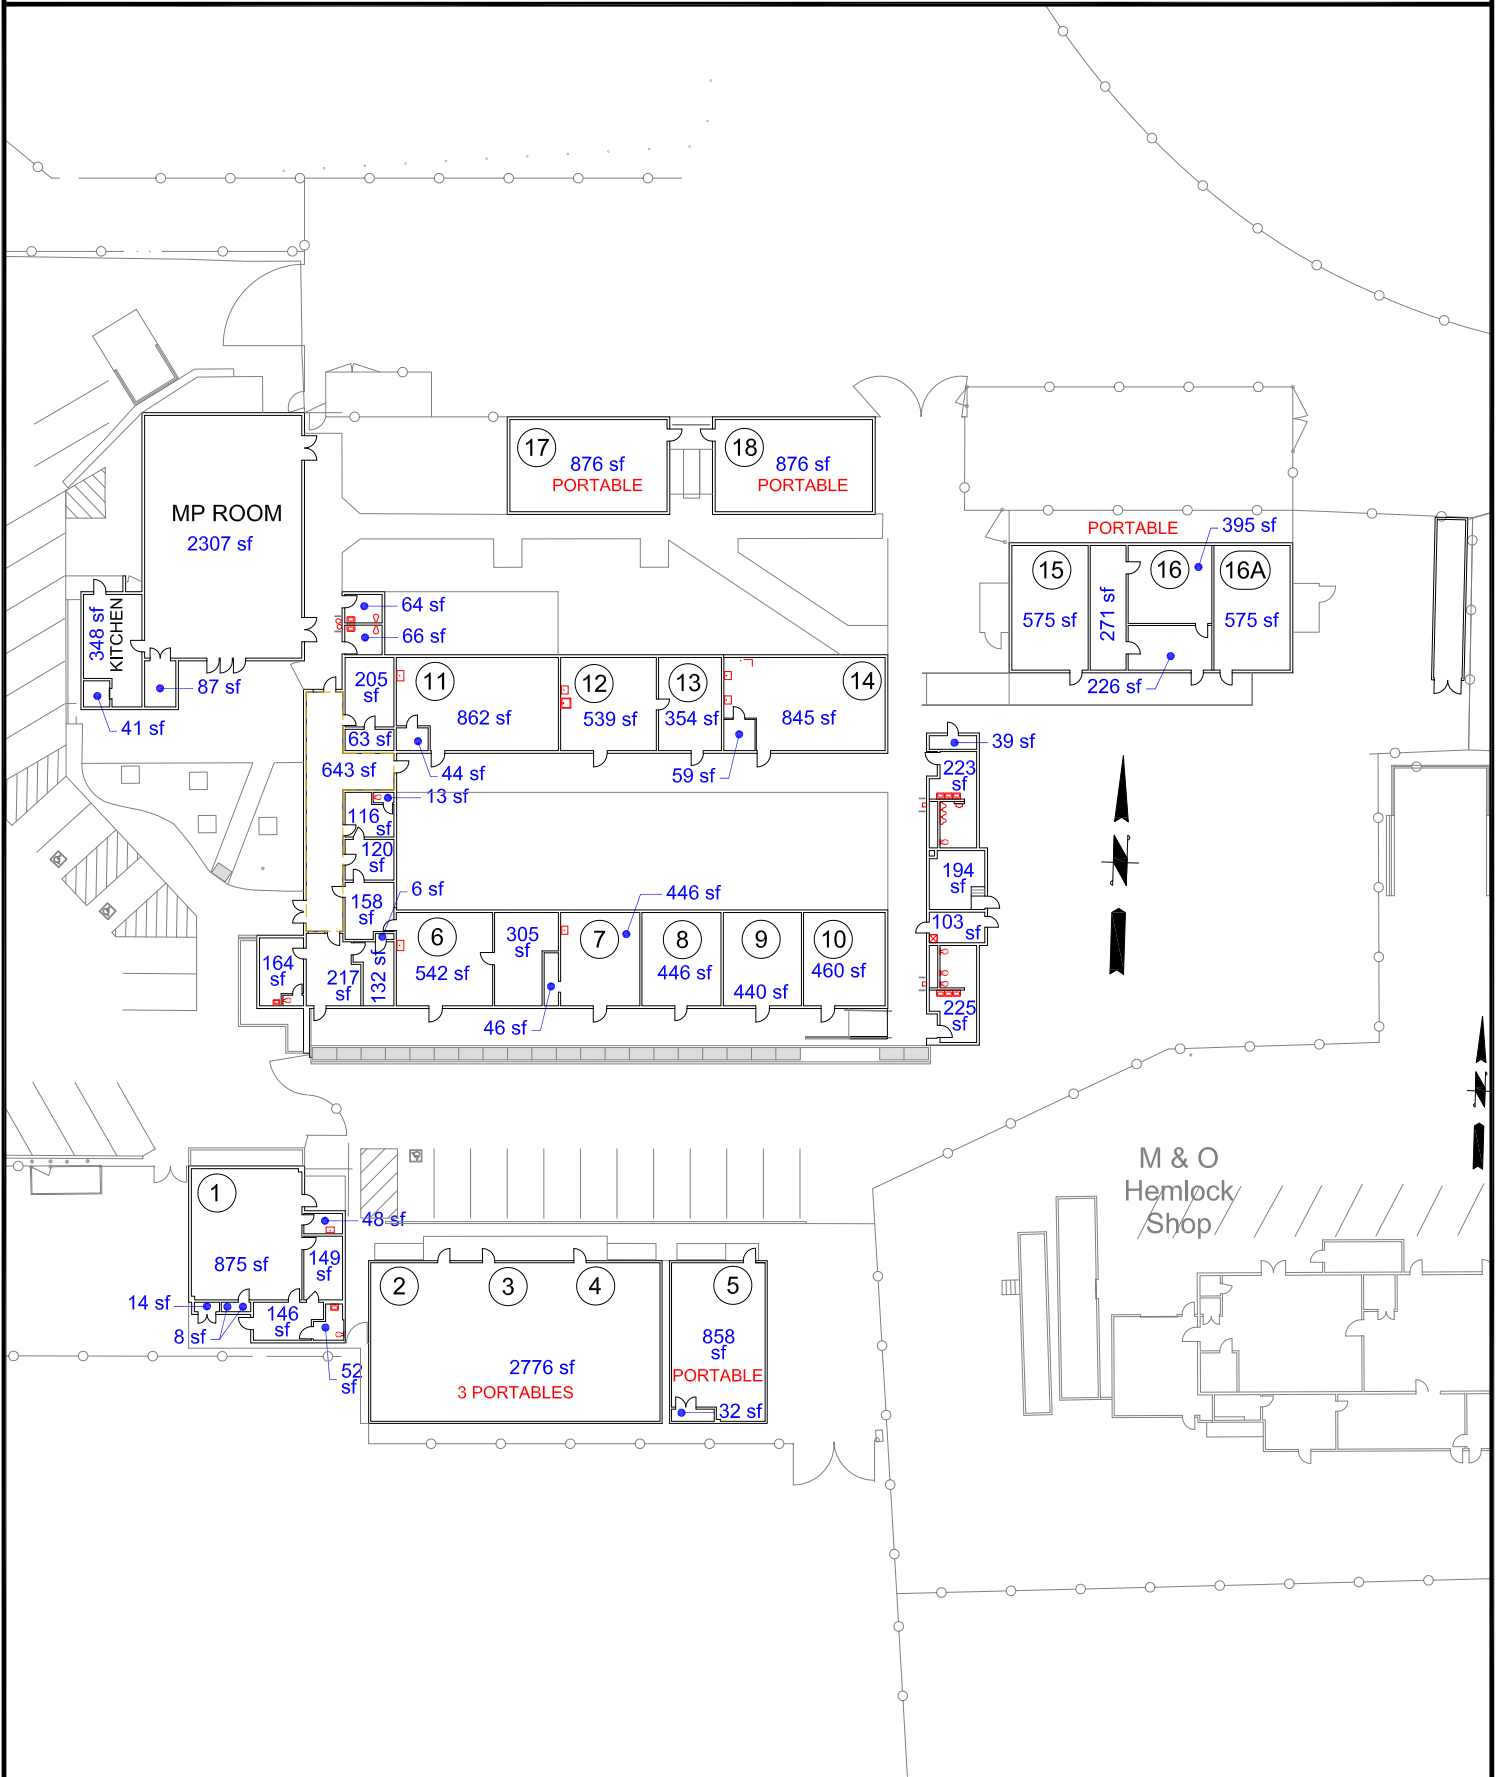 17
876 sf
PORTABLE
18
876 sf
PORTABLE
MP ROOM
2307 sf
PORTABLE
395 sf
15
575 sf
271 sf
16
16A
575 sf
226 sf
348 sf
KITCHEN
64 sf
66 sf
87 sf
41 sf
205
sf
11
862 sf
12
539 sf
13
354 sf
14
845 sf
63 sf
44 sf
59 sf
643 sf
13 sf
116
sf
120
sf
158
sf
6 sf
39 sf
223
sf
194
sf
103
sf
225
sf
N
446 sf
6
542 sf
305
sf
7
8
446 sf
9
440 sf
10
460 sf
164
sf
217
sf
132 sf
46 sf
N
M & O
Hemlock
Shop
1
875 sf
48 sf
149
sf
14 sf
8 sf
146
sf
52
sf
2
3
4
2776 sf
3 PORTABLES
5
858
sf
PORTABLE
32 sf